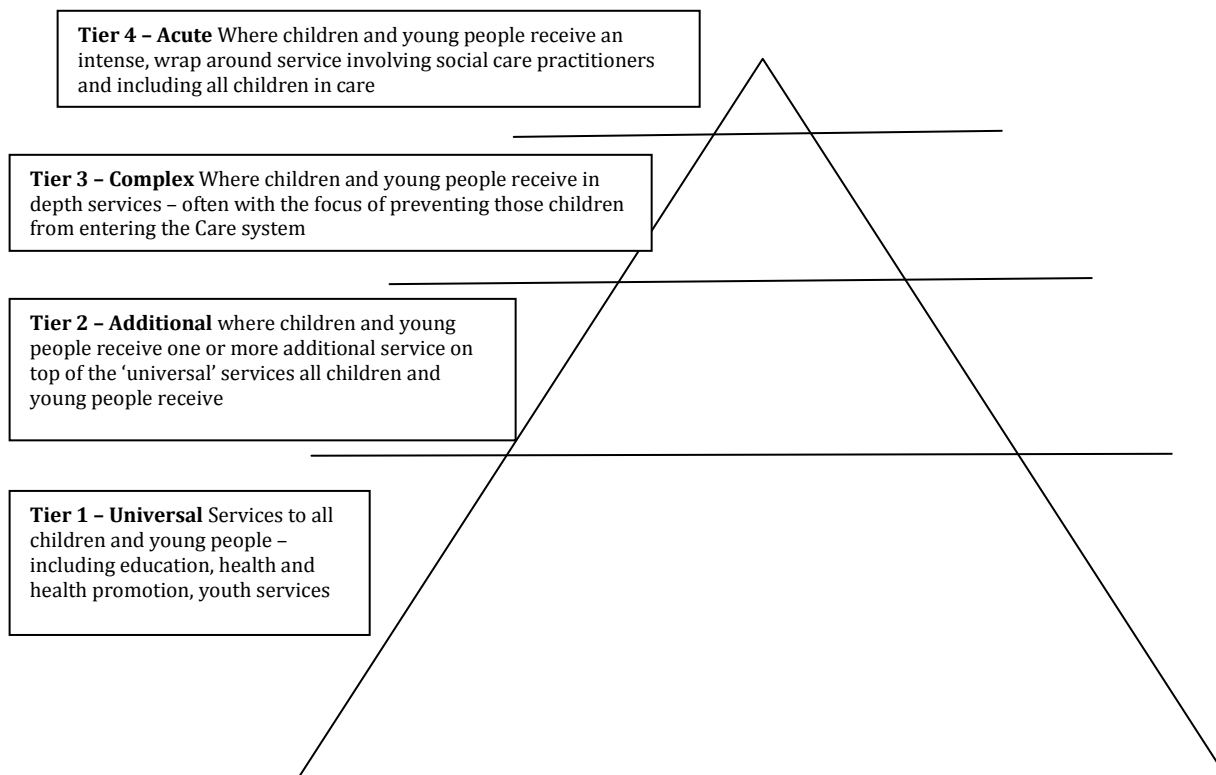 Tier 4 – Acute Where children and young people receive an
intense, wrap around service involving social care practitioners
and including all children in care
Tier 3 – Complex Where children and young people receive in
depth services – often with the focus of preventing those children
from entering the Care system
Tier 2 – Additional where children and young
people receive one or more additional service on
top of the ‘universal’ services all children and
young people receive
Tier 1 – Universal Services to all
children and young people –
including education, health and
health promotion, youth services